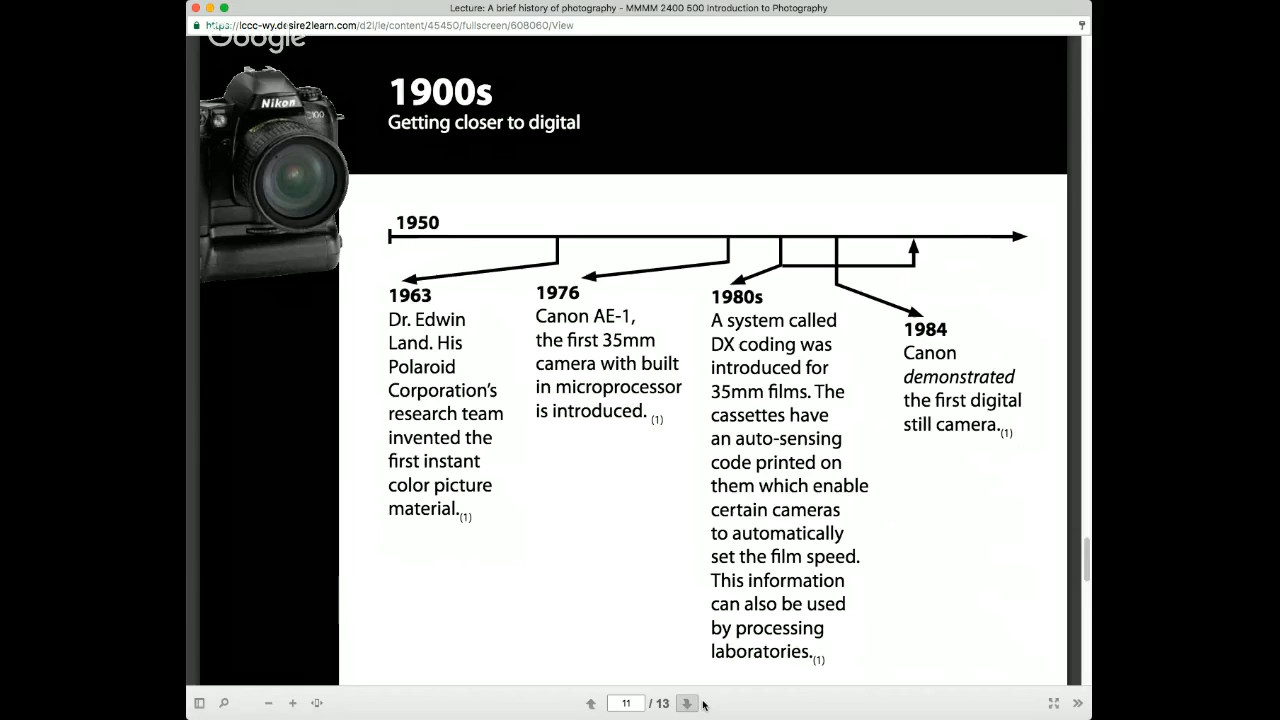 Lecture: A brief history of photography - MMMM 2400 500 Introduction to Photography
https://lccc-wy.desire2learn.com/d2l/le/content/45450/fullscreen/608060/View
Google
Nikon
1900s
Getting closer to digital
1950
1963
Dr. Edwin
Land. His
Polaroid
Corporation's
research team
invented the
first instant
color picture
material.(1)
1976
Canon AE-1,
the first 35mm
camera with built
in microprocessor
is introduced. (1)
1980s
A system called
DX coding was
introduced for
35mm films. The
cassettes have
an auto-sensing
code printed on
them which enable
certain cameras
to automatically
set the film speed.
This information
can also be used
by processing
laboratories.(1)
1984
Canon
demonstrated
the first digital
still camera.(1)
11 / 13